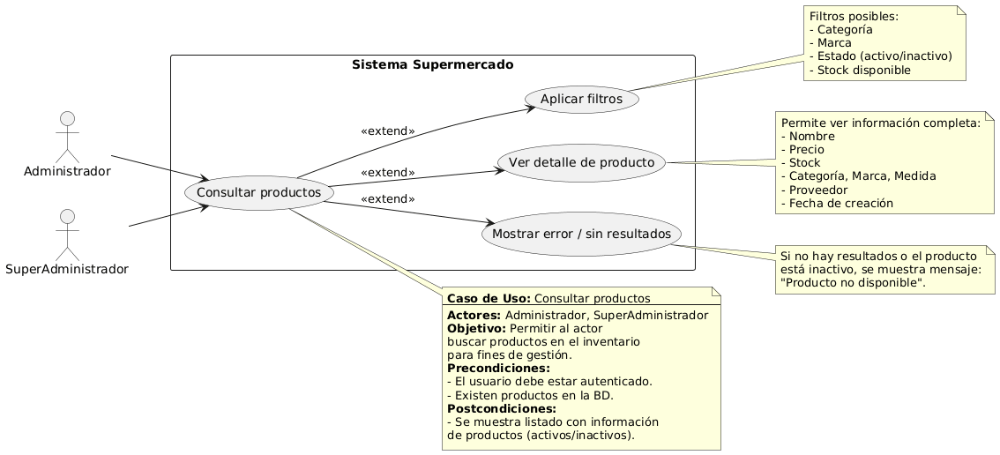 Filtros posibles:
- Categoría
- Marca
- Estado (activo/inactivo)
- Stock disponible
Sistema Supermercado
Aplicar filtros
«extend»
Administrador
Permite ver información completa:
- Nombre
- Precio
- Stock
- Categoría, Marca, Medida
- Proveedor
- Fecha de creación
Ver detalle de producto
«extend»
Consultar productos
«extend»
Mostrar error / sin resultados
SuperAdministrador
Si no hay resultados o el producto
está inactivo, se muestra mensaje:
"Producto no disponible".
Caso de Uso: Consultar productos
Actores: Administrador, SuperAdministrador
Objetivo: Permitir al actor
buscar productos en el inventario
para fines de gestión.
Precondiciones:
- El usuario debe estar autenticado.
- Existen productos en la BD.
Postcondiciones:
- Se muestra listado con información
de productos (activos/inactivos).